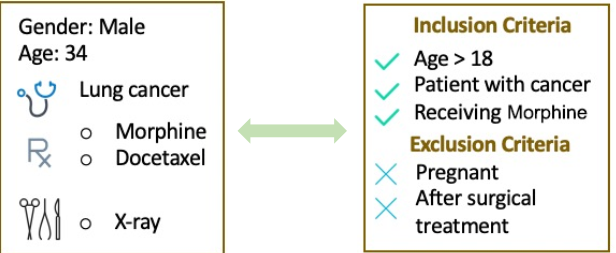 Gender: Male
Age: 34
Lung cancer
Rx
o Morphine
o Docetaxel
o X-ray
Inclusion Criteria
Age > 18
Patient with cancer
Receiving Morphine
Exclusion Criteria
Pregnant
After surgical
treatment